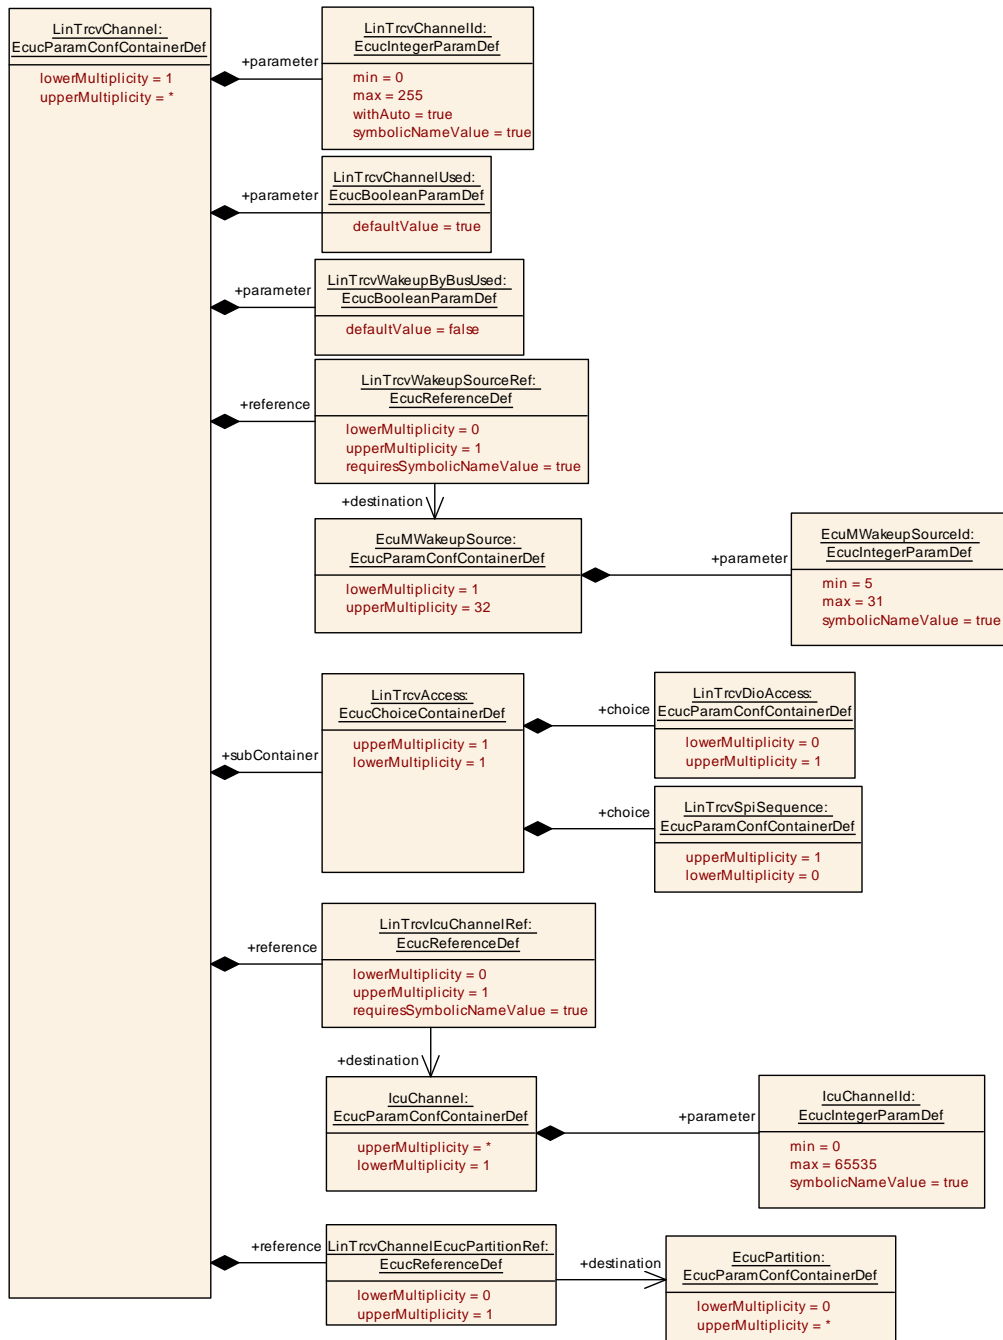 LinTrcvChannel:
EcucParamConfContainerDef
lowerMultiplicity = 1
upperMultiplicity = *
+parameter
LinTrcvChannelId:
EcucIntegerParamDef
min = 0
max = 255
withAuto = true
symbolicNameValue = true
+parameter
LinTrcvChannelUsed:
EcucBooleanParamDef
defaultValue = true
+parameter
LinTrcvWakeupByBusUsed:
EcucBooleanParamDef
defaultValue = false
+reference
LinTrcvWakeupSourceRef:
EcucReferenceDef
lowerMultiplicity = 0
upperMultiplicity = 1
requiresSymbolicNameValue = true
+destination
EcuMWakeupSource:
EcucParamConfContainerDef
lowerMultiplicity = 1
upperMultiplicity = 32
+parameter
EcuMWakeupSourceId:
EcucIntegerParamDef
min = 5
max = 31
symbolicNameValue = true
+subContainer
LinTrcvAccess:
EcucChoiceContainerDef
upperMultiplicity = 1
lowerMultiplicity = 1
+choice
LinTrcvDioAccess:
EcucParamConfContainerDef
lowerMultiplicity = 0
upperMultiplicity = 1
+choice
LinTrcvSpiSequence:
EcucParamConfContainerDef
upperMultiplicity = 1
lowerMultiplicity = 0
+reference
LinTrcvIcuChannelRef:
EcucReferenceDef
lowerMultiplicity = 0
upperMultiplicity = 1
requiresSymbolicNameValue = true
+destination
IcuChannel:
EcucParamConfContainerDef
upperMultiplicity = *
lowerMultiplicity = 1
+parameter
IcuChannelId:
EcucIntegerParamDef
min = 0
max = 65535
symbolicNameValue = true
+reference
LinTrcvChannelEcucPartitionRef:
EcucReferenceDef
lowerMultiplicity = 0
upperMultiplicity = 1
+destination
EcucPartition:
EcucParamConfContainerDef
lowerMultiplicity = 0
upperMultiplicity = *